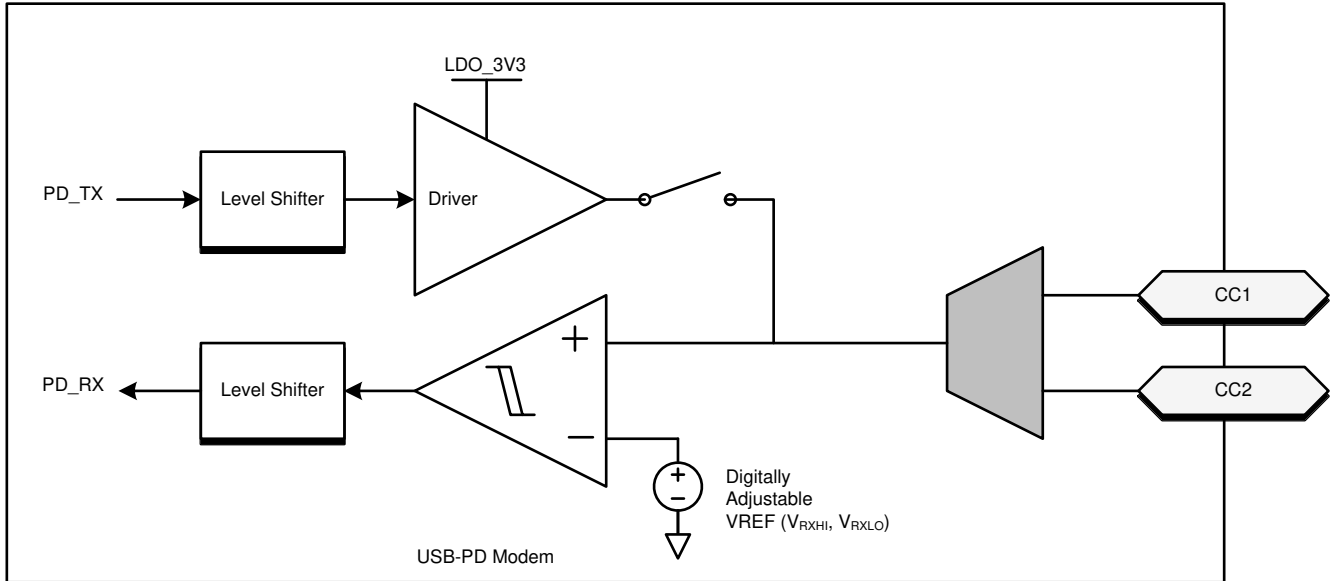 LDO_3V3
PD_TX
Level Shifter
Driver
CC1
PD_RX
Level Shifter
CC2
Digitally
Adjustable
VREF (VRXHI, VRXLO)
USB-PD Modem